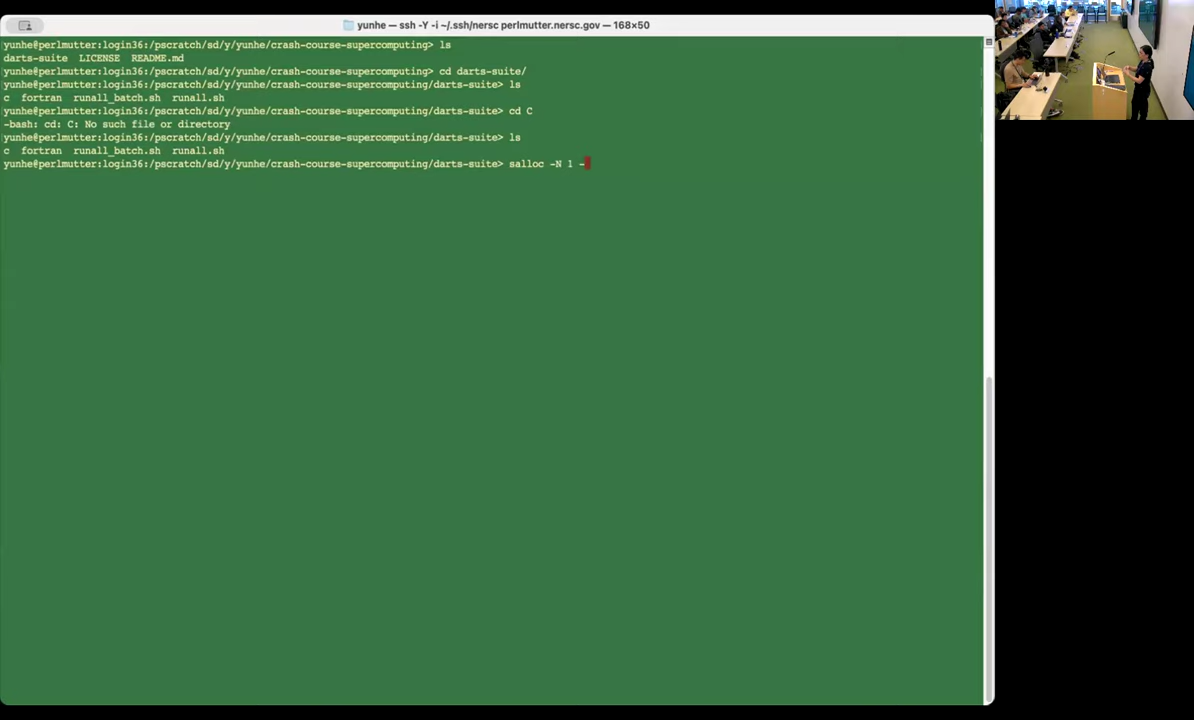 yunhe — ssh -Y -i ~/.ssh/nersc perlmutter.nersc.gov — 168×50
yunhe@perlmutter:login36:/pscratch/sd/y/yunhe/crash-course-supercomputing> ls
darts-suite  LICENSE  README.md
yunhe@perlmutter:login36:/pscratch/sd/y/yunhe/crash-course-supercomputing> cd darts-suite/
yunhe@perlmutter:login36:/pscratch/sd/y/yunhe/crash-course-supercomputing/darts-suite> ls
c  fortran  runall_batch.sh  runall.sh
yunhe@perlmutter:login36:/pscratch/sd/y/yunhe/crash-course-supercomputing/darts-suite> cd C
-bash: cd: C: No such file or directory
yunhe@perlmutter:login36:/pscratch/sd/y/yunhe/crash-course-supercomputing/darts-suite> ls
c  fortran  runall_batch.sh  runall.sh
yunhe@perlmutter:login36:/pscratch/sd/y/yunhe/crash-course-supercomputing/darts-suite> salloc -N 1 -